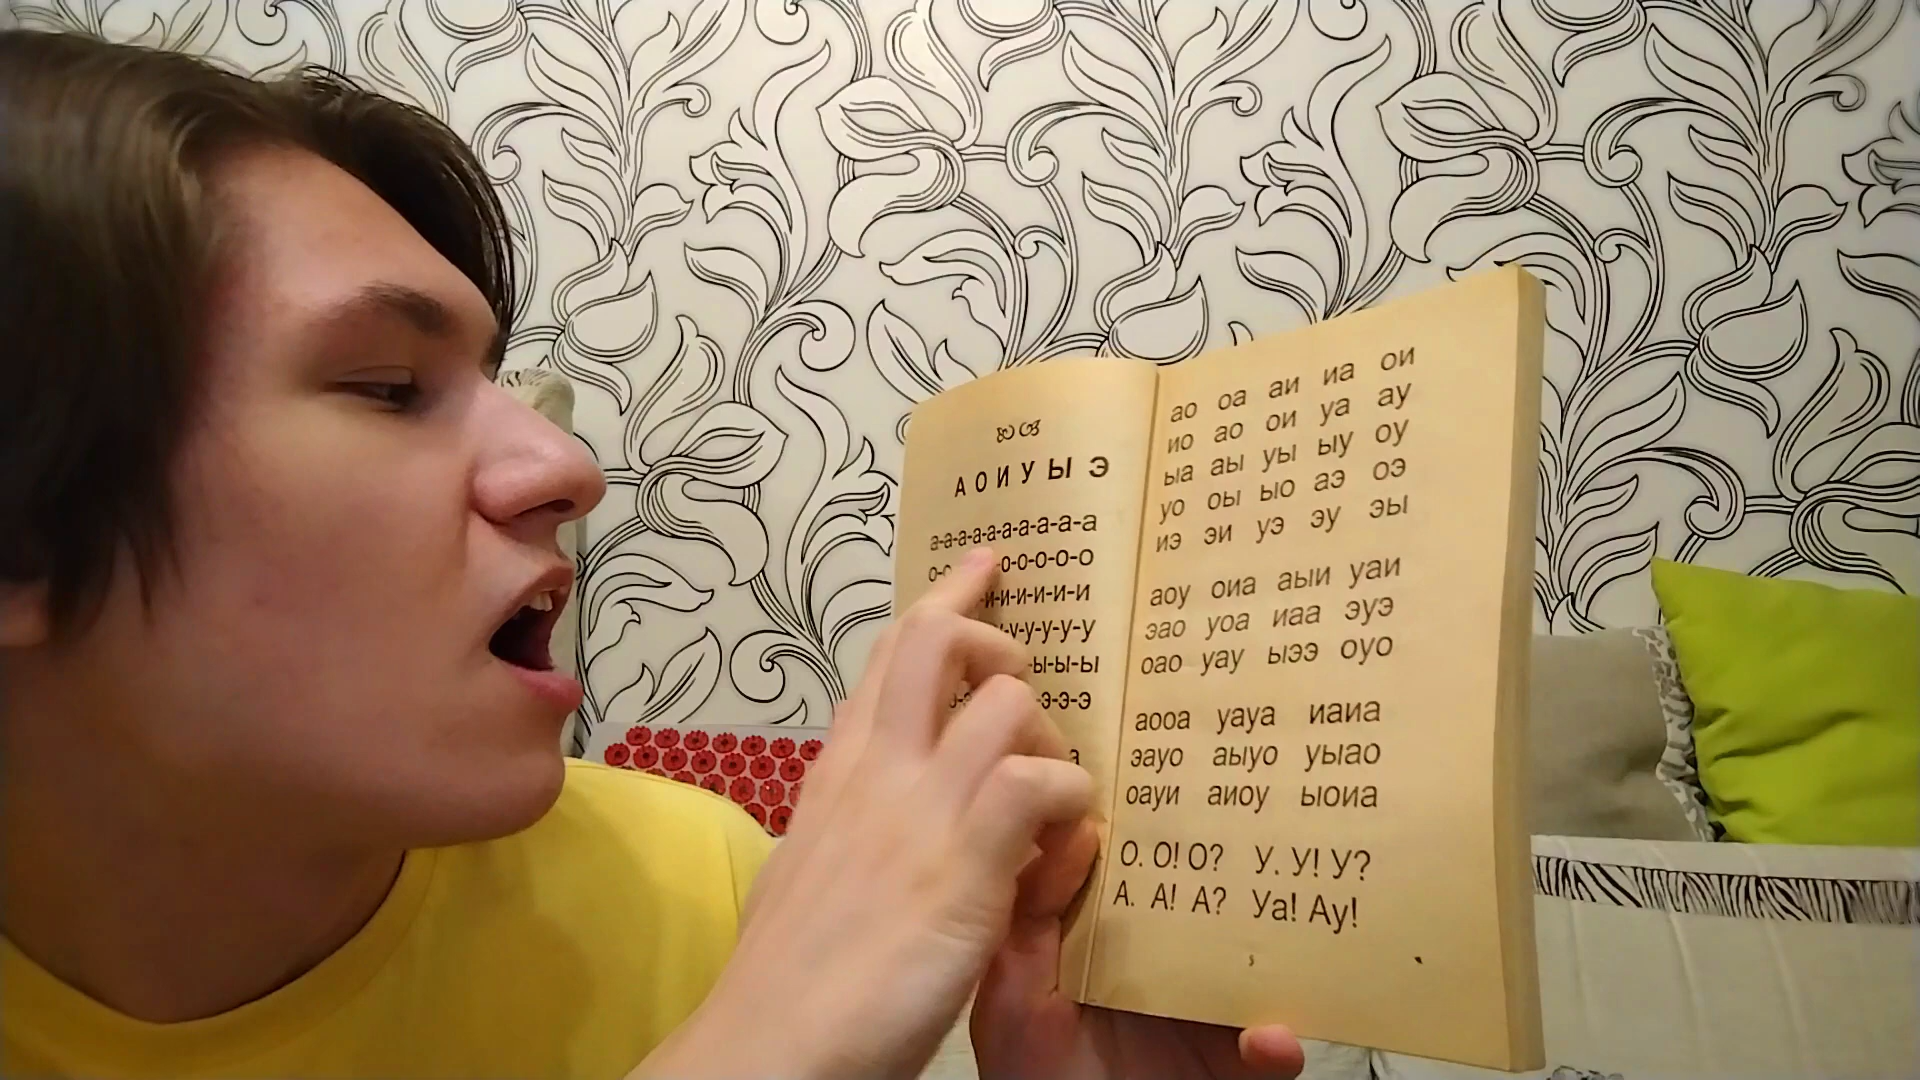 А О И У Ы Э
а-а-а-а-а-а-а-а-а-а
-о-о-о-о-о-о
-и-и-и-и-и-и
-у-у-у-у-у
-ы-ы-ы
-э-э-э
а
ао оа аи иа ои
ио ао ои уа ау
ыа аы уы ыу оу
уо оы ыо аэ оэ
иэ эи уэ эу эы
аоу оиа аыи уаи
эао уоа иаа эуэ
оао уау ыээ оуо
аооа уауа иаиа
эауо аыуо уыао
оауи аиоу ыоиа
О. О! О? У. У! У?
А. А! А? Уа! Ау!
5